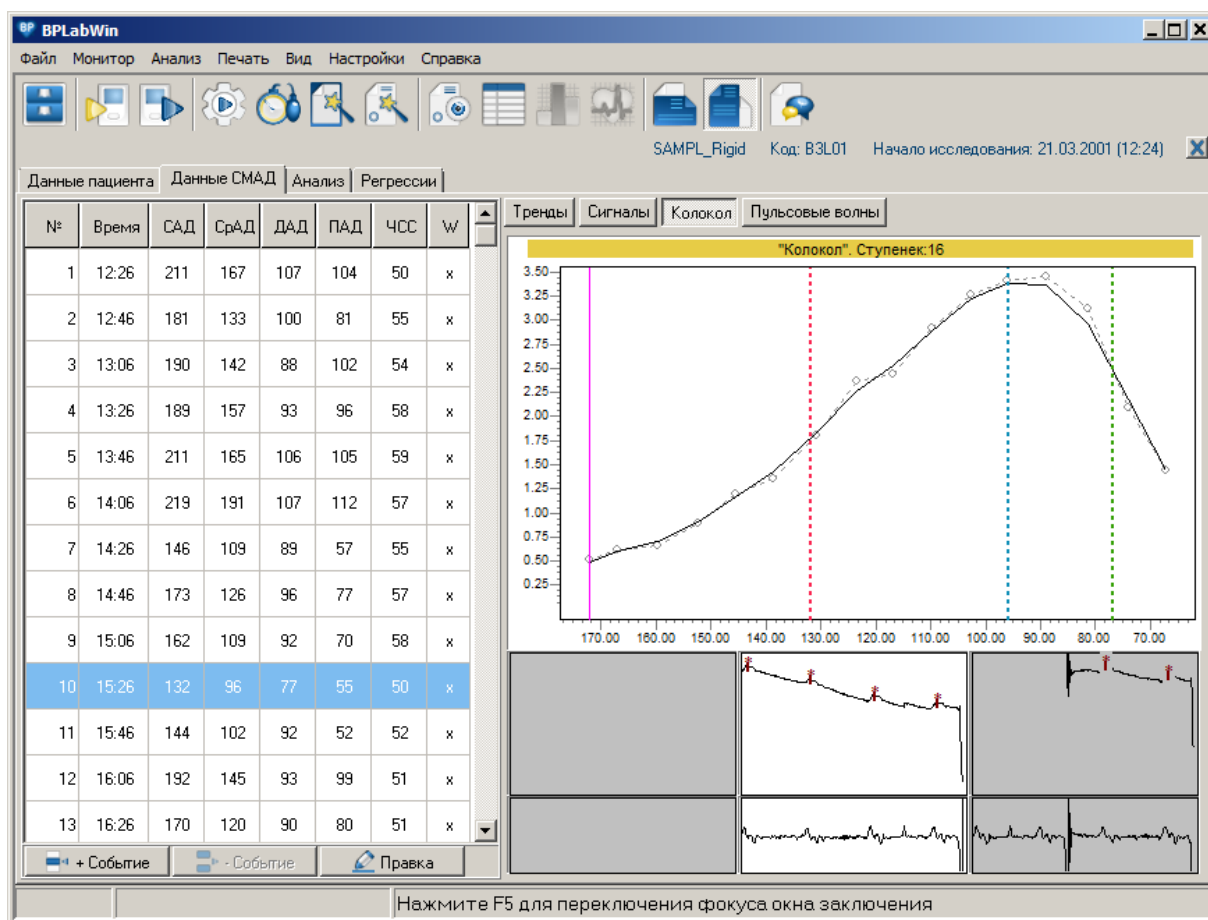 BPLabWin
Файл Монитор Анализ Печать Вид Настройки Справка
SAMPL_Rigid Код: B3L01 Начало исследования: 21.03.2001 (12:24)
Данные пациента Данные СМАД Анализ Регрессии
Тренды Сигналы Колокол Пульсовые волны
№ Время САД СрАД ДАД ПАД ЧСС W
1 12:26 211 167 107 104 50 x
2 12:46 181 133 100 81 55 x
3 13:06 190 142 88 102 54 x
4 13:26 189 157 93 96 58 x
5 13:46 211 165 106 105 59 x
6 14:06 219 191 107 112 57 x
7 14:26 146 109 89 57 55 x
8 14:46 173 126 96 77 57 x
9 15:06 162 109 92 70 58 x
10 15:26 132 96 77 55 50 x
11 15:46 144 102 92 52 52 x
12 16:06 192 145 93 99 51 x
13 16:26 170 120 90 80 51 x
"Колокол". Ступенек:16
3.50
3.25
3.00
2.75
2.50
2.25
2.00
1.75
1.50
1.25
1.00
0.75
0.50
0.25
170.00 160.00 150.00 140.00 130.00 120.00 110.00 100.00 90.00 80.00 70.00
+ Событие - Событие Правка
Нажмите F5 для переключения фокуса окна заключения